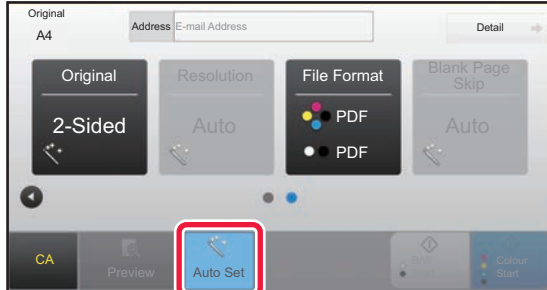 Original
A4
Address E-mail Address
Detail
Original
2-Sided
Resolution
Auto
File Format
PDF
PDF
Blank Page
Skip
Auto
CA
Preview
Auto Set
B/W
Colour
Start